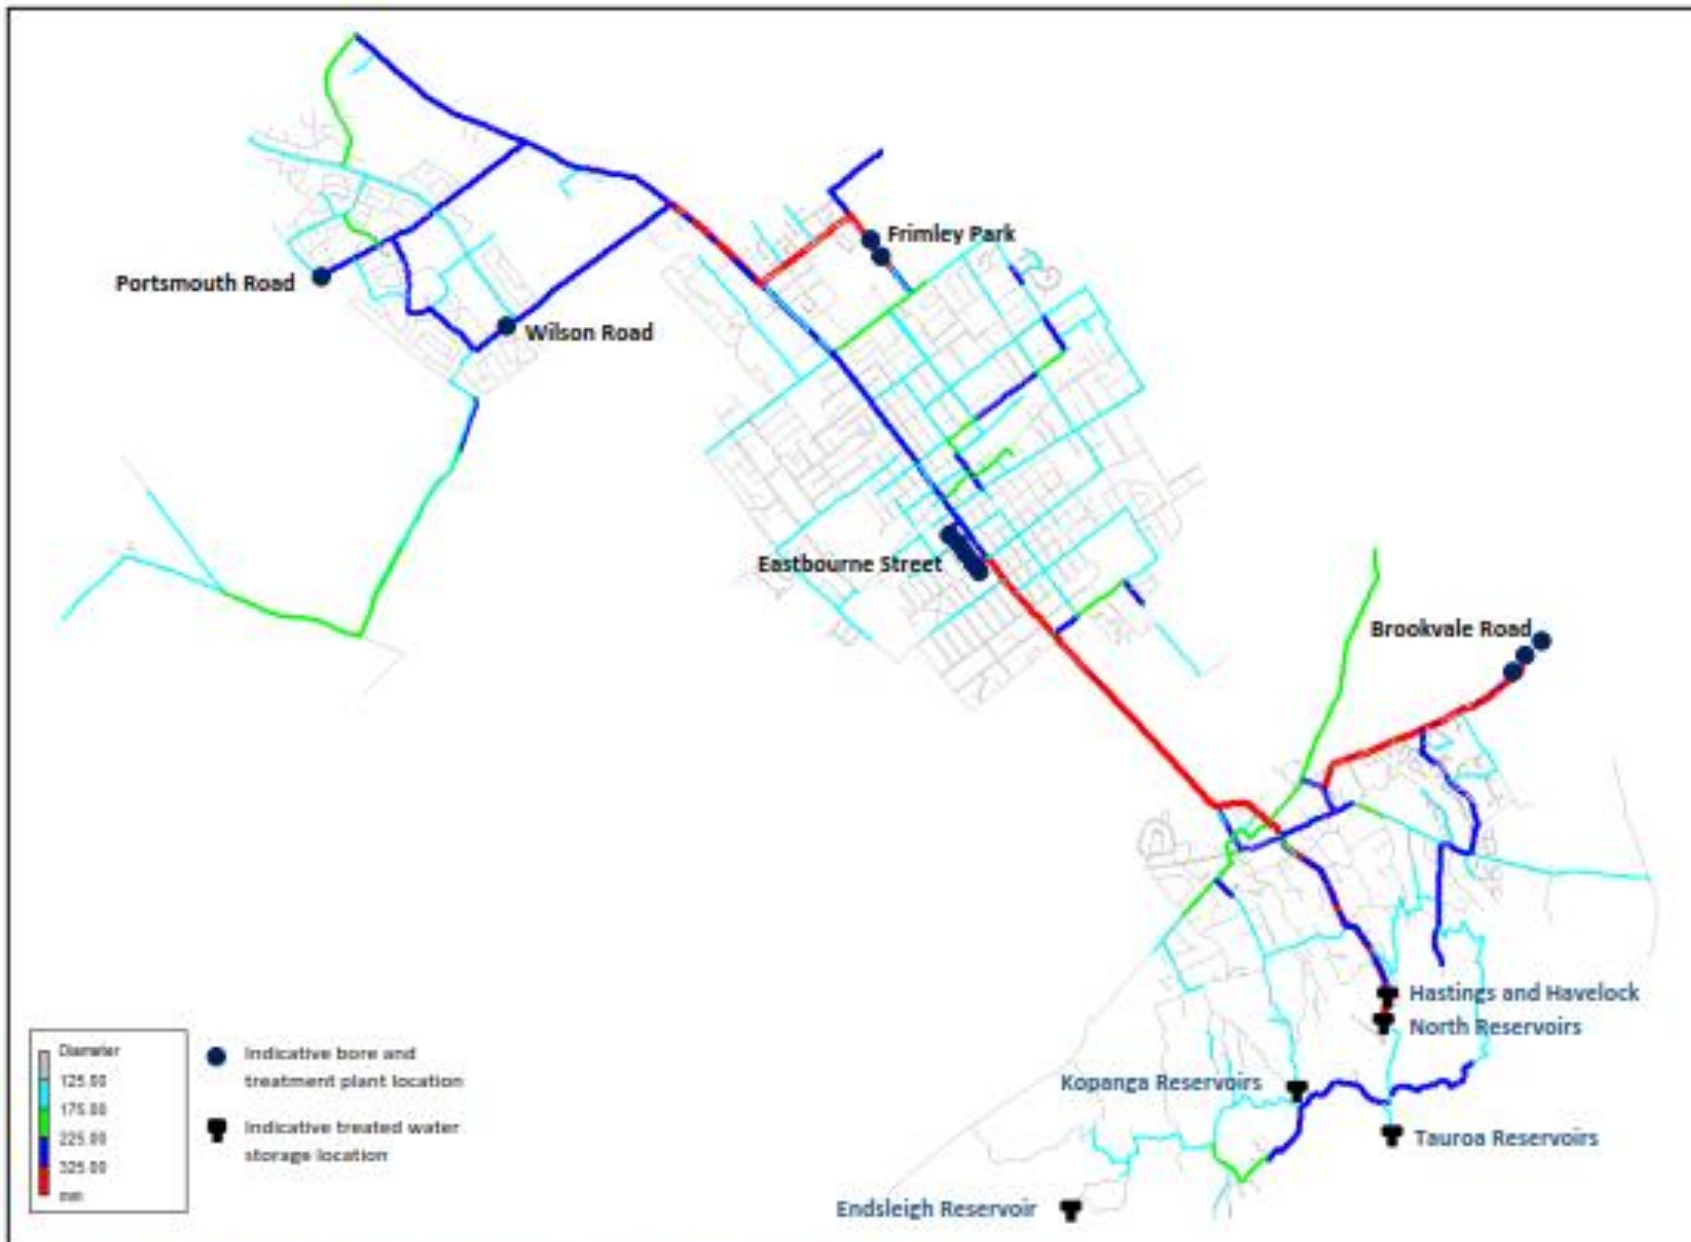 Frimley Park
Portsmouth Road
Wilson Road
Eastbourne Street
Brookvale Road
Hastings and Havelock
North Reservoirs
Kopanga Reservoirs
Tauroa Reservoirs
Endsleigh Reservoir
Diameter
125.00
175.00
225.00
325.00
mm
Indicative bore and
treatment plant location
Indicative treated water
storage location